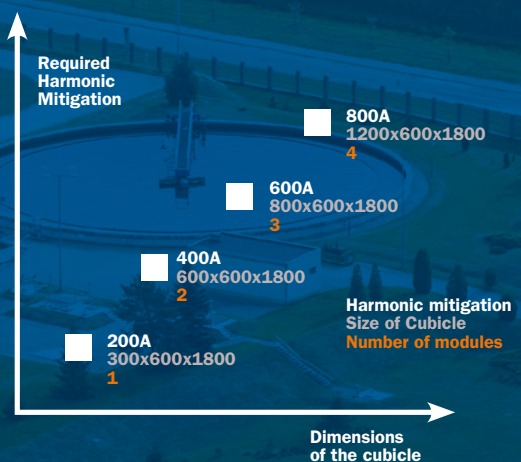 Required
Harmonic
Mitigation
800A
1200x600x1800
4
600A
800x600x1800
3
400A
600x600x1800
2
200A
300x600x1800
1
Harmonic mitigation
Size of Cubicle
Number of modules
Dimensions
of the cubicle